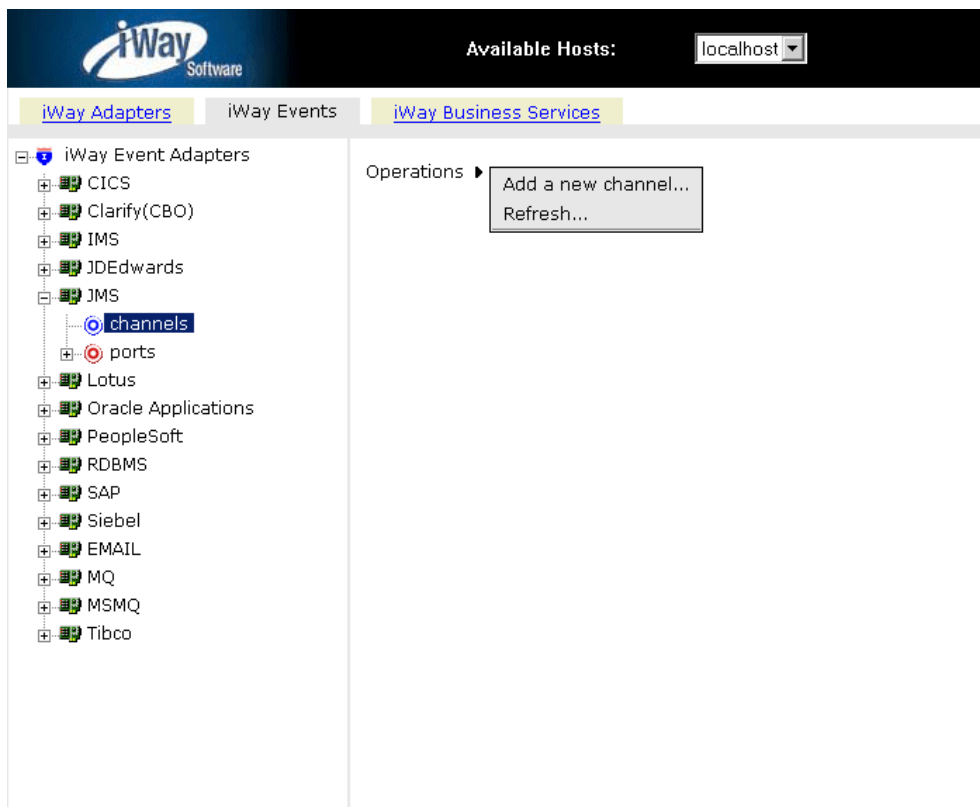 iWay
Software
Available Hosts:
localhost
iWay Adapters
iWay Events
iWay Business Services
iWay Event Adapters
CICS
Clarify(CBO)
IMS
JDEdwards
JMS
channels
ports
Lotus
Oracle Applications
PeopleSoft
RDBMS
SAP
Siebel
EMAIL
MQ
MSMQ
Tibco
Operations
Add a new channel...
Refresh...